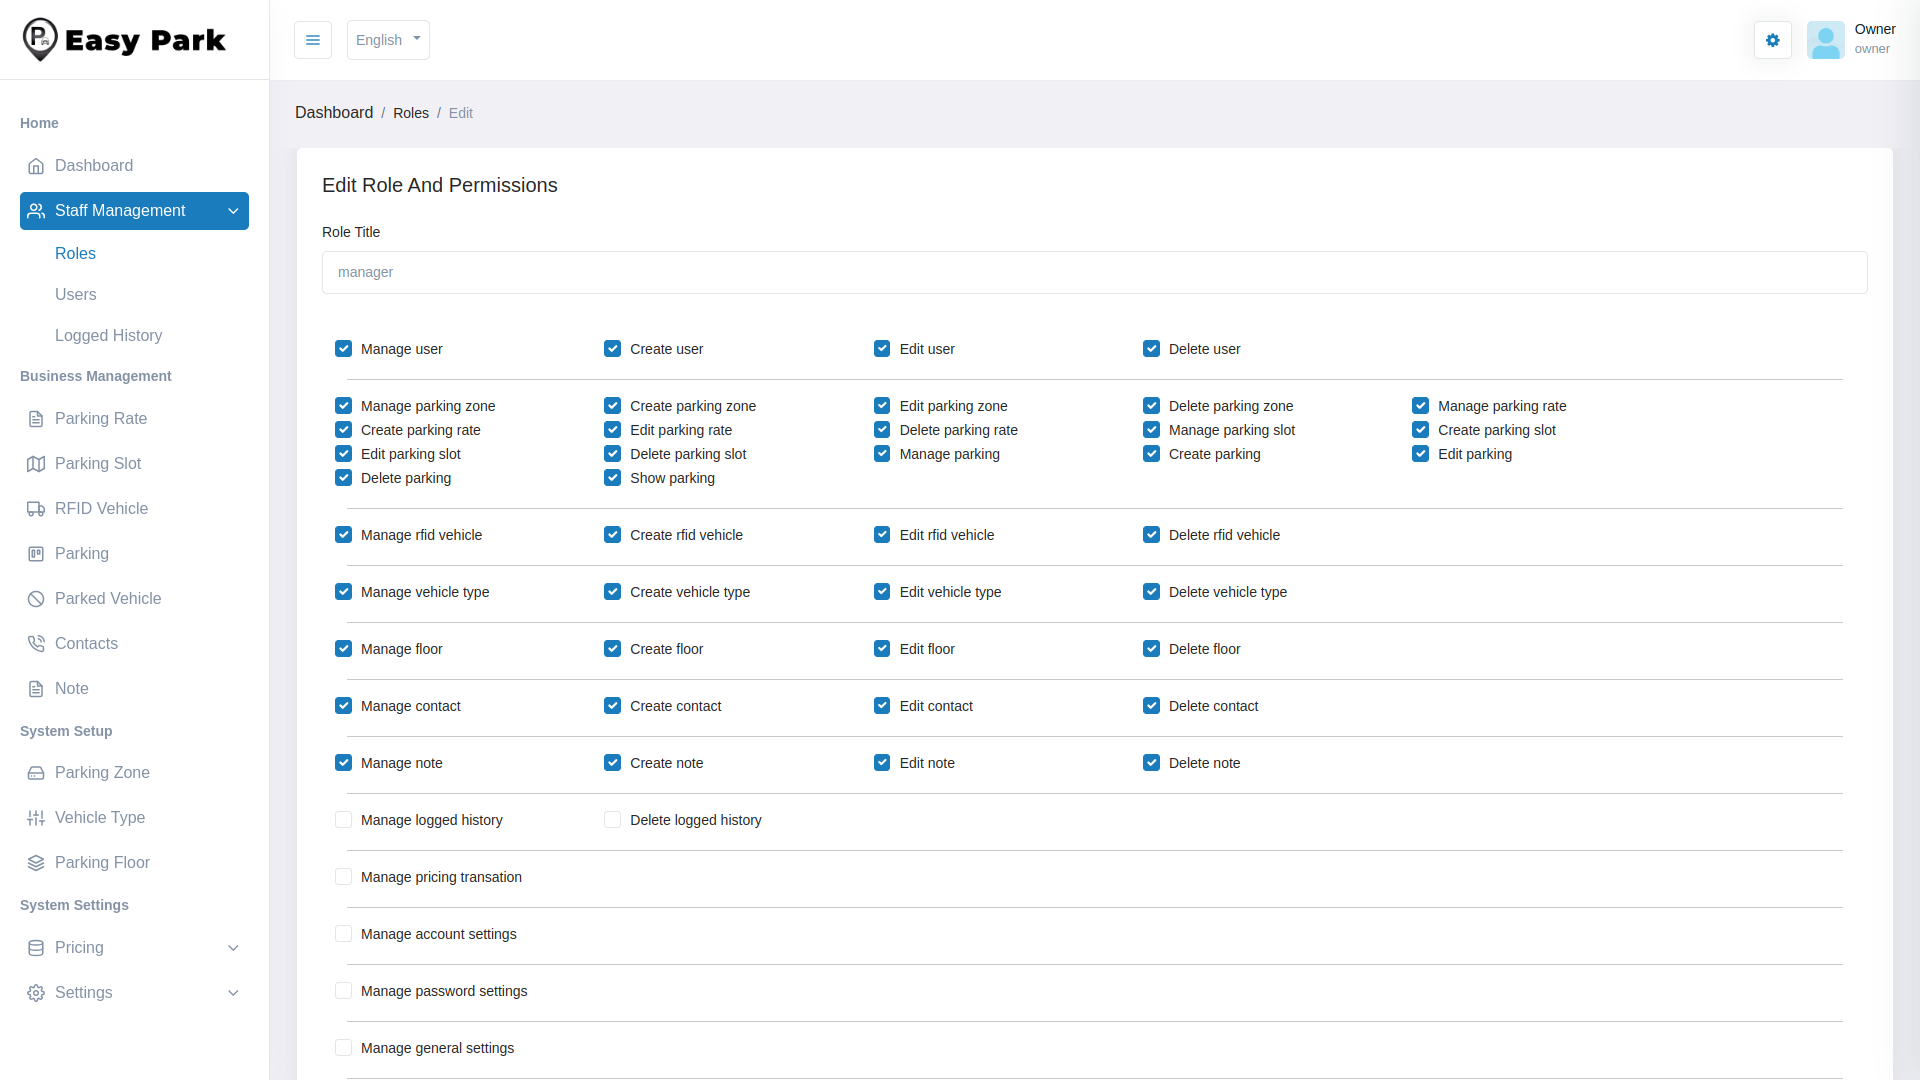 P Easy Park
English
Owner
owner
Home
Dashboard
Staff Management
Roles
Users
Logged History
Business Management
Parking Rate
Parking Slot
RFID Vehicle
Parking
Parked Vehicle
Contacts
Note
System Setup
Parking Zone
Vehicle Type
Parking Floor
System Settings
Pricing
Settings
Dashboard / Roles / Edit
Edit Role And Permissions
Role Title
manager
Manage user Create user Edit user Delete user
Manage parking zone Create parking zone Edit parking zone Delete parking zone Manage parking rate
Create parking rate Edit parking rate Delete parking rate Manage parking slot Create parking slot
Edit parking slot Delete parking slot Manage parking Create parking Edit parking
Delete parking Show parking
Manage rfid vehicle Create rfid vehicle Edit rfid vehicle Delete rfid vehicle
Manage vehicle type Create vehicle type Edit vehicle type Delete vehicle type
Manage floor Create floor Edit floor Delete floor
Manage contact Create contact Edit contact Delete contact
Manage note Create note Edit note Delete note
Manage logged history Delete logged history
Manage pricing transation
Manage account settings
Manage password settings
Manage general settings